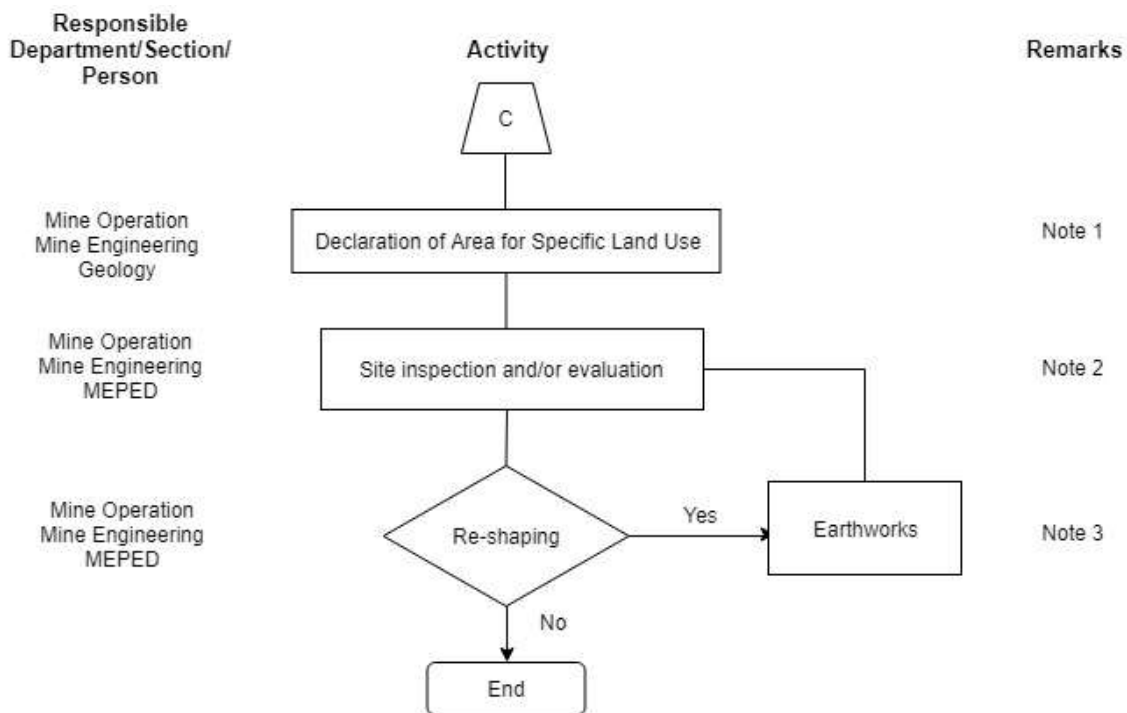 Responsible
Department/Section/
Person
Activity
Remarks
C
Mine Operation
Mine Engineering
Geology
Declaration of Area for Specific Land Use
Note 1
Mine Operation
Mine Engineering
MEPED
Site inspection and/or evaluation
Note 2
Mine Operation
Mine Engineering
MEPED
Re-shaping
Yes
Earthworks
Note 3
No
End